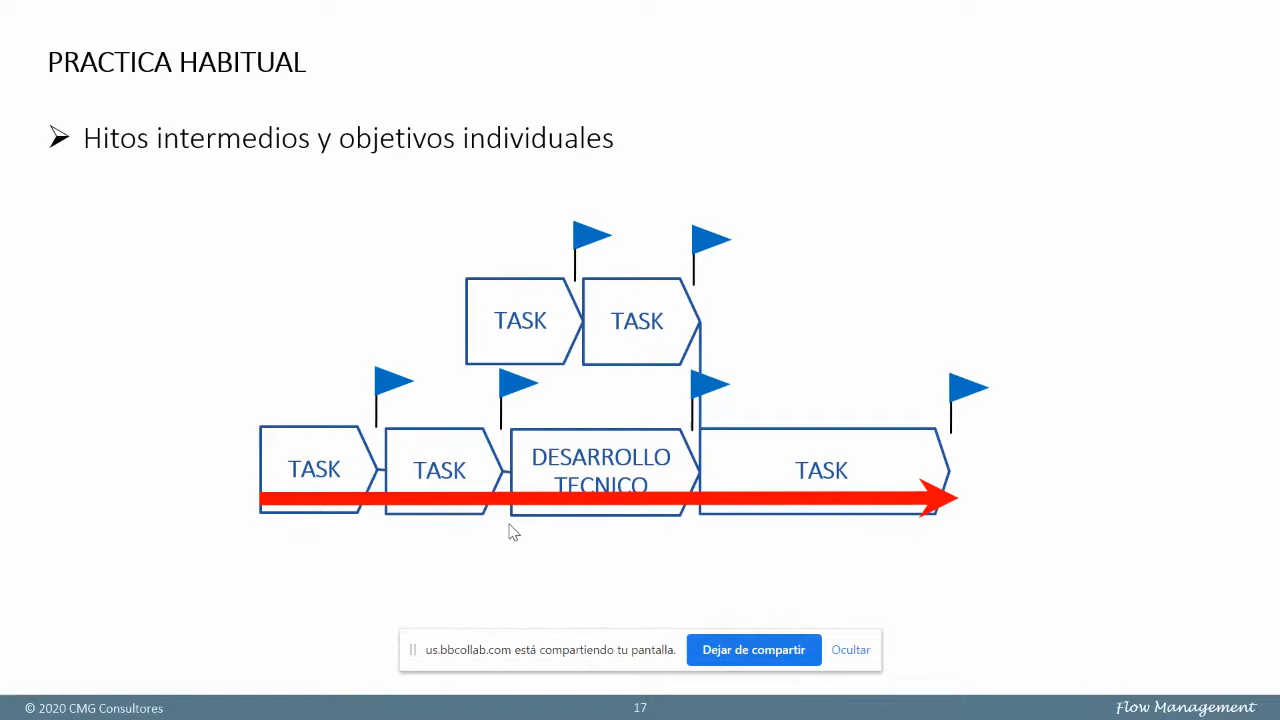 PRACTICA HABITUAL
Hitos intermedios y objetivos individuales
TASK
TASK
TASK
TASK
DESARROLLO
TECNICO
TASK
us.bbcollab.com está compartiendo tu pantalla.
Dejar de compartir
Ocultar
© 2020 CMG Consultores
17
Flow Management